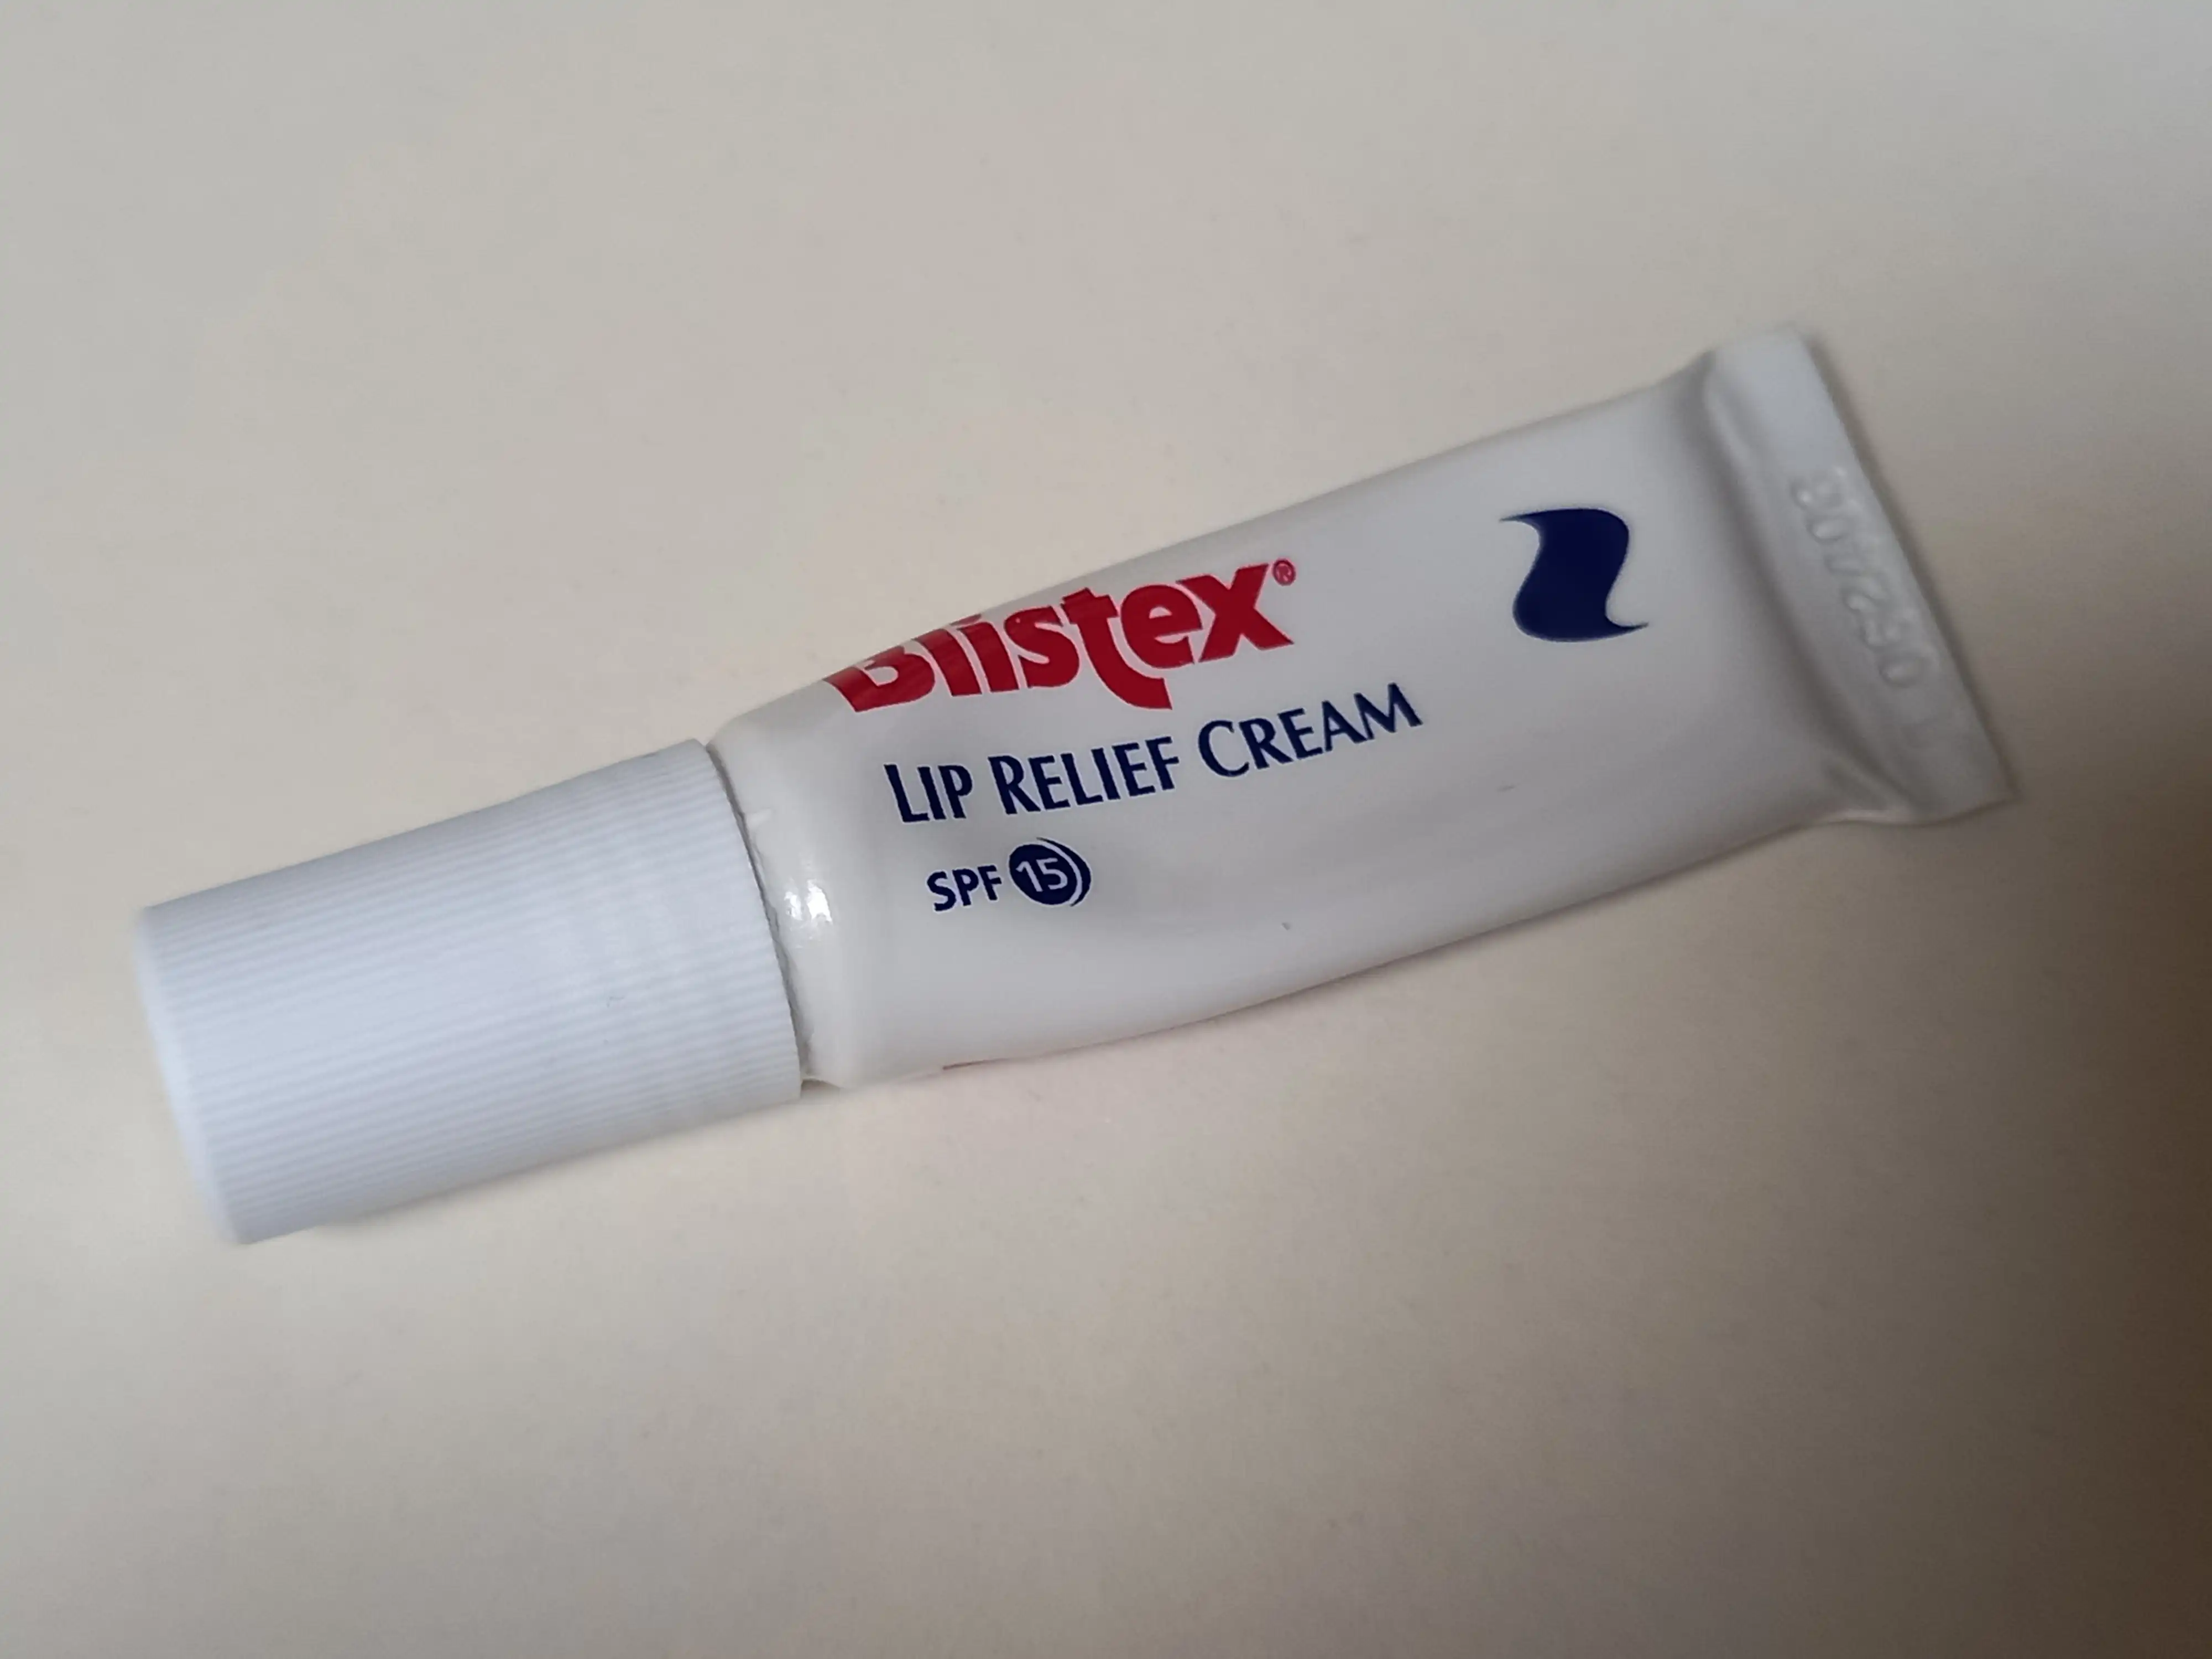 Blistex®
LIP RELIEF CREAM
SPF 15